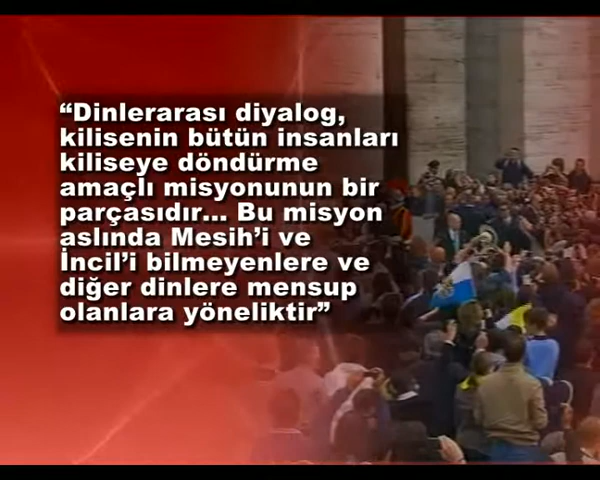 “Dinlerarası diyalog,
kilisenin bütün insanları
kiliseye döndürme
amaçlı misyonunun bir
parçasıdır... Bu misyon
aslında Mesih’i ve
İncil’i bilmeyenlere ve
diğer dinlere mensup
olanlara yöneliktir”